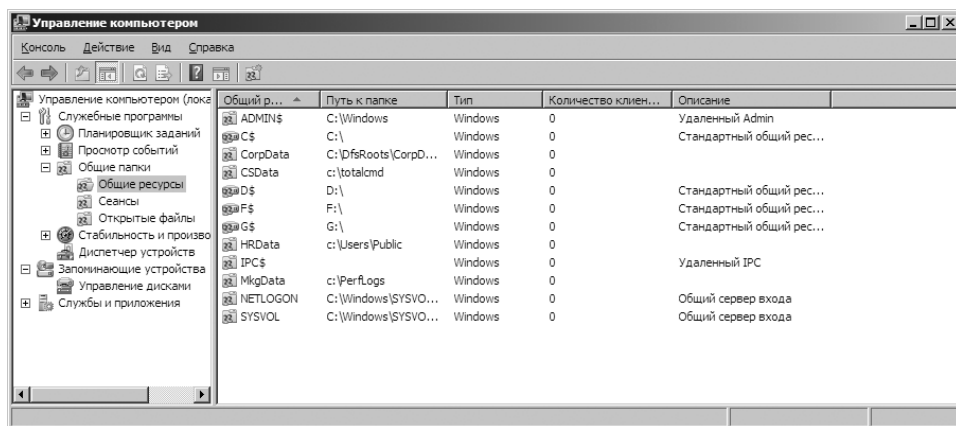 Управление компьютером
Консоль Действие Вид Справка
Управление компьютером (лока
Служебные программы
Планировщик заданий
Просмотр событий
Общие папки
Общие ресурсы
Сеансы
Открытые файлы
Стабильность и произво
Диспетчер устройств
Запоминающие устройства
Управление дисками
Службы и приложения
Общий р... Путь к папке Тип Количество клиен... Описание
ADMIN$ C:\Windows Windows 0 Удаленный Admin
C$ C:\ Windows 0 Стандартный общий рес...
CorpData C:\DfsRoots\CorpD... Windows 0
CSData c:\totalcmd Windows 0
D$ D:\ Windows 0 Стандартный общий рес...
F$ F:\ Windows 0 Стандартный общий рес...
G$ G:\ Windows 0 Стандартный общий рес...
HRData c:\Users\Public Windows 0
IPC$ Windows 0 Удаленный IPC
MkgData c:\PerfLogs Windows 0
NETLOGON C:\Windows\SYSVO... Windows 0 Общий сервер входа
SYSVOL C:\Windows\SYSVO... Windows 0 Общий сервер входа